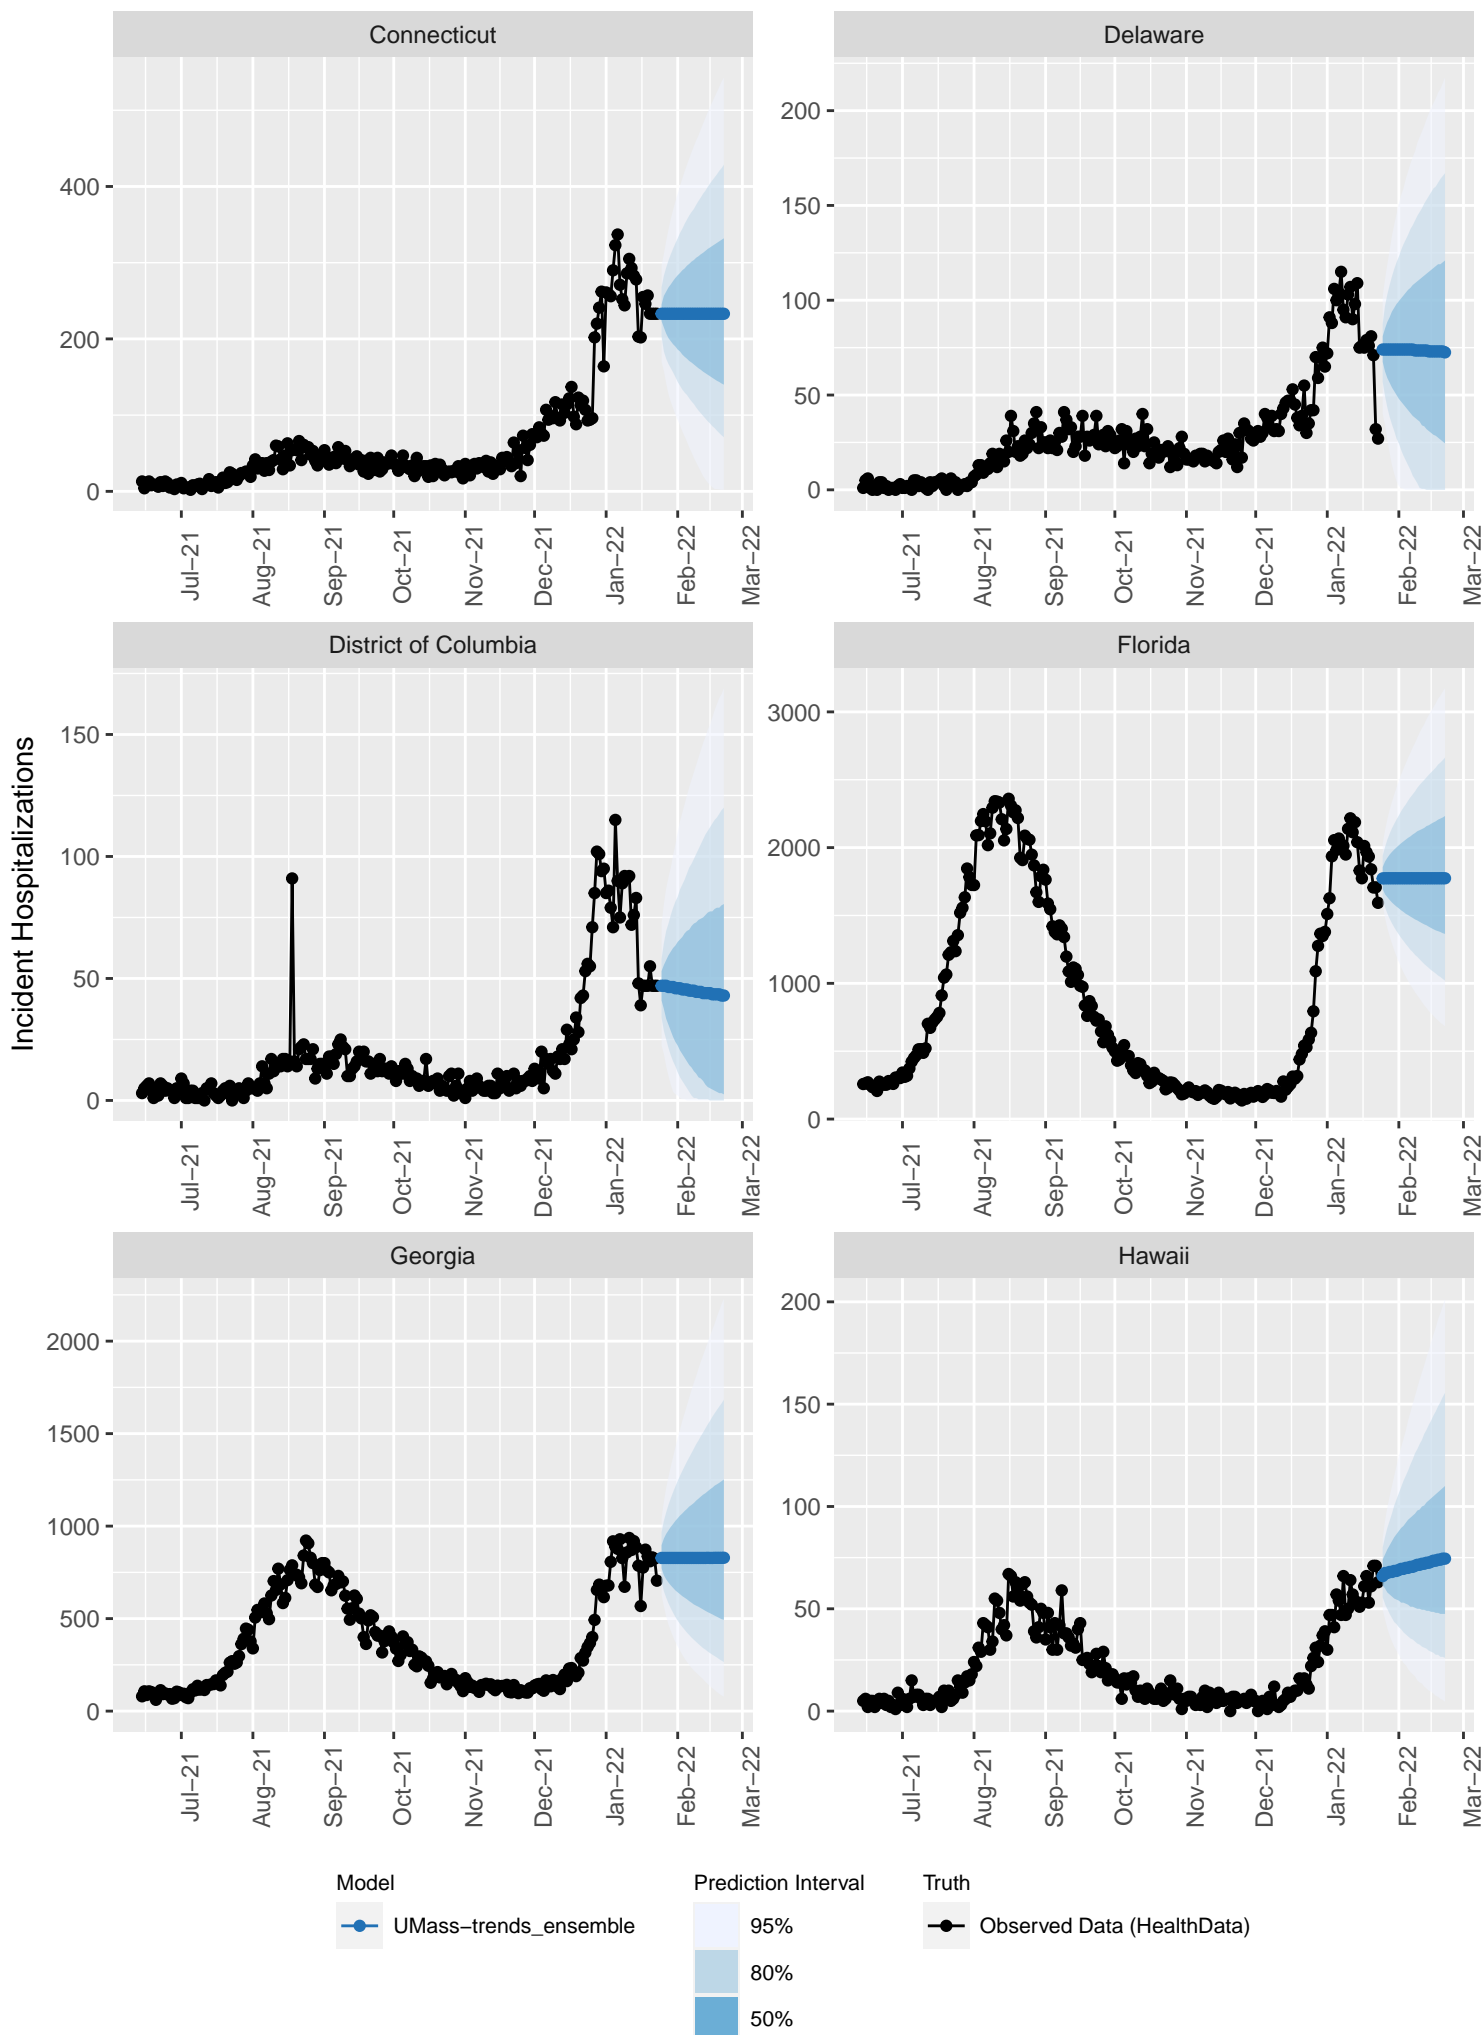 Connecticut
Delaware
400
200
0
200
150
100
50
0
Jul−21
Aug−21
Sep−21
Oct−21
Nov−21
Dec−21
Jan−22
Feb−22
Mar−22
Jul−21
Aug−21
Sep−21
Oct−21
Nov−21
Dec−21
Jan−22
Feb−22
Mar−22
Incident Hospitalizations
District of Columbia
Florida
150
100
50
0
3000
2000
1000
0
Jul−21
Aug−21
Sep−21
Oct−21
Nov−21
Dec−21
Jan−22
Feb−22
Mar−22
Jul−21
Aug−21
Sep−21
Oct−21
Nov−21
Dec−21
Jan−22
Feb−22
Mar−22
Georgia
Hawaii
2000
1500
1000
500
0
200
150
100
50
0
Jul−21
Aug−21
Sep−21
Oct−21
Nov−21
Dec−21
Jan−22
Feb−22
Mar−22
Jul−21
Aug−21
Sep−21
Oct−21
Nov−21
Dec−21
Jan−22
Feb−22
Mar−22
Model
UMass−trends_ensemble
Prediction Interval
95%
80%
50%
Truth
Observed Data (HealthData)